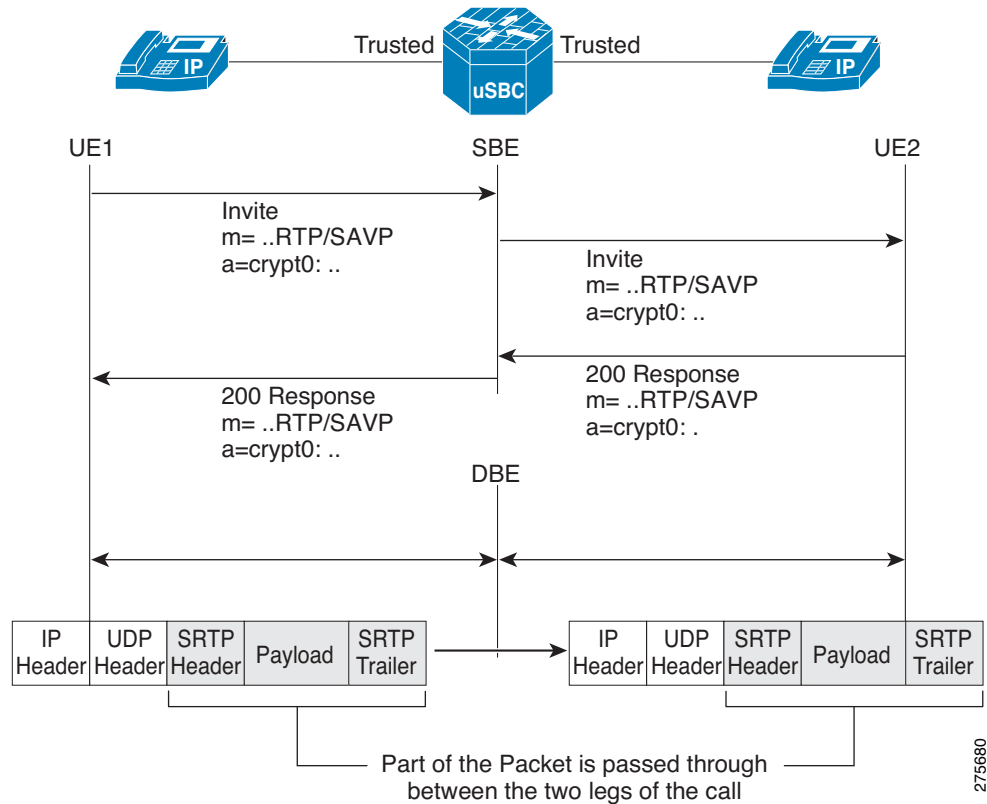 Trusted
Trusted
IP
uSBC
IP
UE1
SBE
UE2
Invite
m= ..RTP/SAVP
a=crypt0: ..
Invite
m= ..RTP/SAVP
a=crypt0: ..
200 Response
m= ..RTP/SAVP
a=crypt0: .
200 Response
m= ..RTP/SAVP
a=crypt0: ..
DBE
IP
Header
UDP
Header
SRTP
Header
Payload
SRTP
Trailer
IP
Header
UDP
Header
SRTP
Header
Payload
SRTP
Trailer
Part of the Packet is passed through
between the two legs of the call
275680